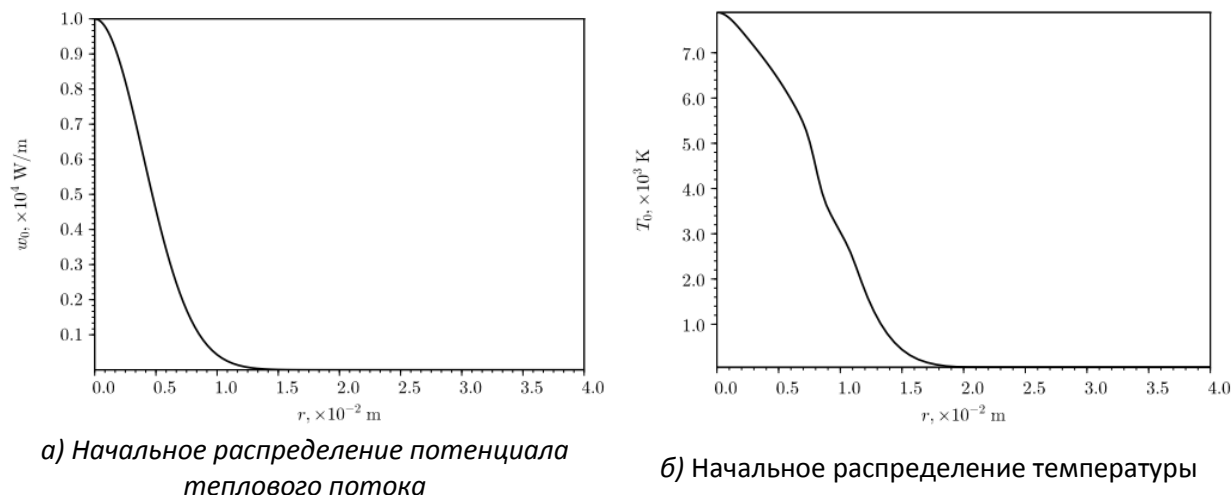 1.0
0.9
0.8
0.7
0.6
0.5
0.4
0.3
0.2
0.1
w₀, ×10⁴ W/m
0.0 0.5 1.0 1.5 2.0 2.5 3.0 3.5 4.0
r, ×10⁻² m
а) Начальное распределение потенциала
теплового потока
7.0
6.0
5.0
4.0
3.0
2.0
1.0
T₀, ×10³ K
0.0 0.5 1.0 1.5 2.0 2.5 3.0 3.5 4.0
r, ×10⁻² m
б) Начальное распределение температуры